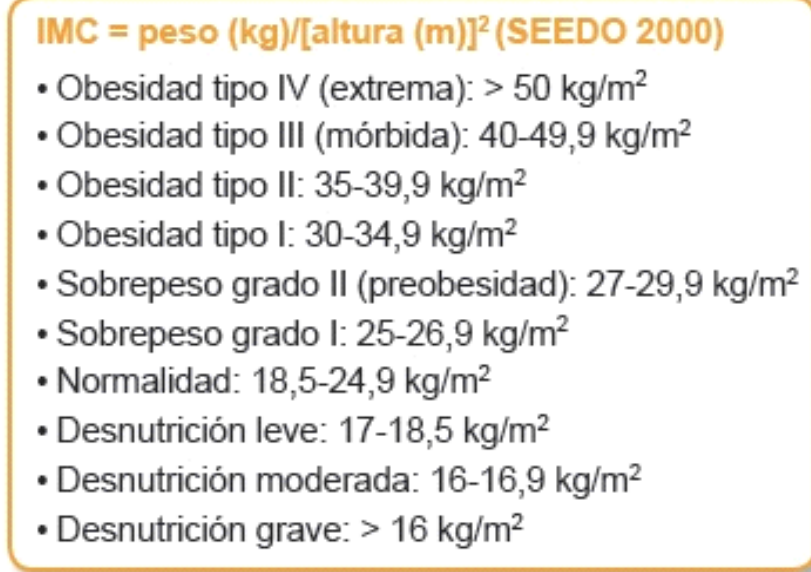 IMC = peso (kg)/[altura (m)]² (SEEDO 2000)
• Obesidad tipo IV (extrema): > 50 kg/m²
• Obesidad tipo III (mórbida): 40-49,9 kg/m²
• Obesidad tipo II: 35-39,9 kg/m²
• Obesidad tipo I: 30-34,9 kg/m²
• Sobrepeso grado II (preobesidad): 27-29,9 kg/m²
• Sobrepeso grado I: 25-26,9 kg/m²
• Normalidad: 18,5-24,9 kg/m²
• Desnutrición leve: 17-18,5 kg/m²
• Desnutrición moderada: 16-16,9 kg/m²
• Desnutrición grave: > 16 kg/m²